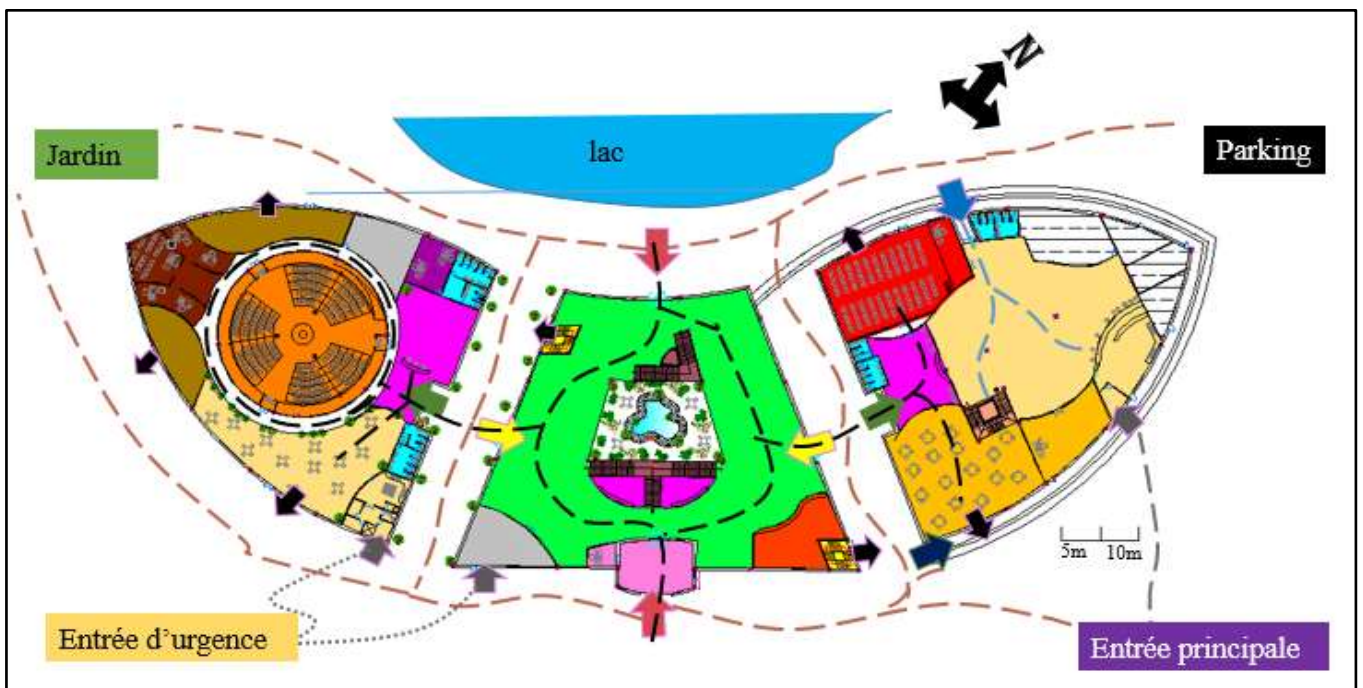 N
Jardin
lac
Parking
5m 10m
Entrée d’urgence
Entrée principale